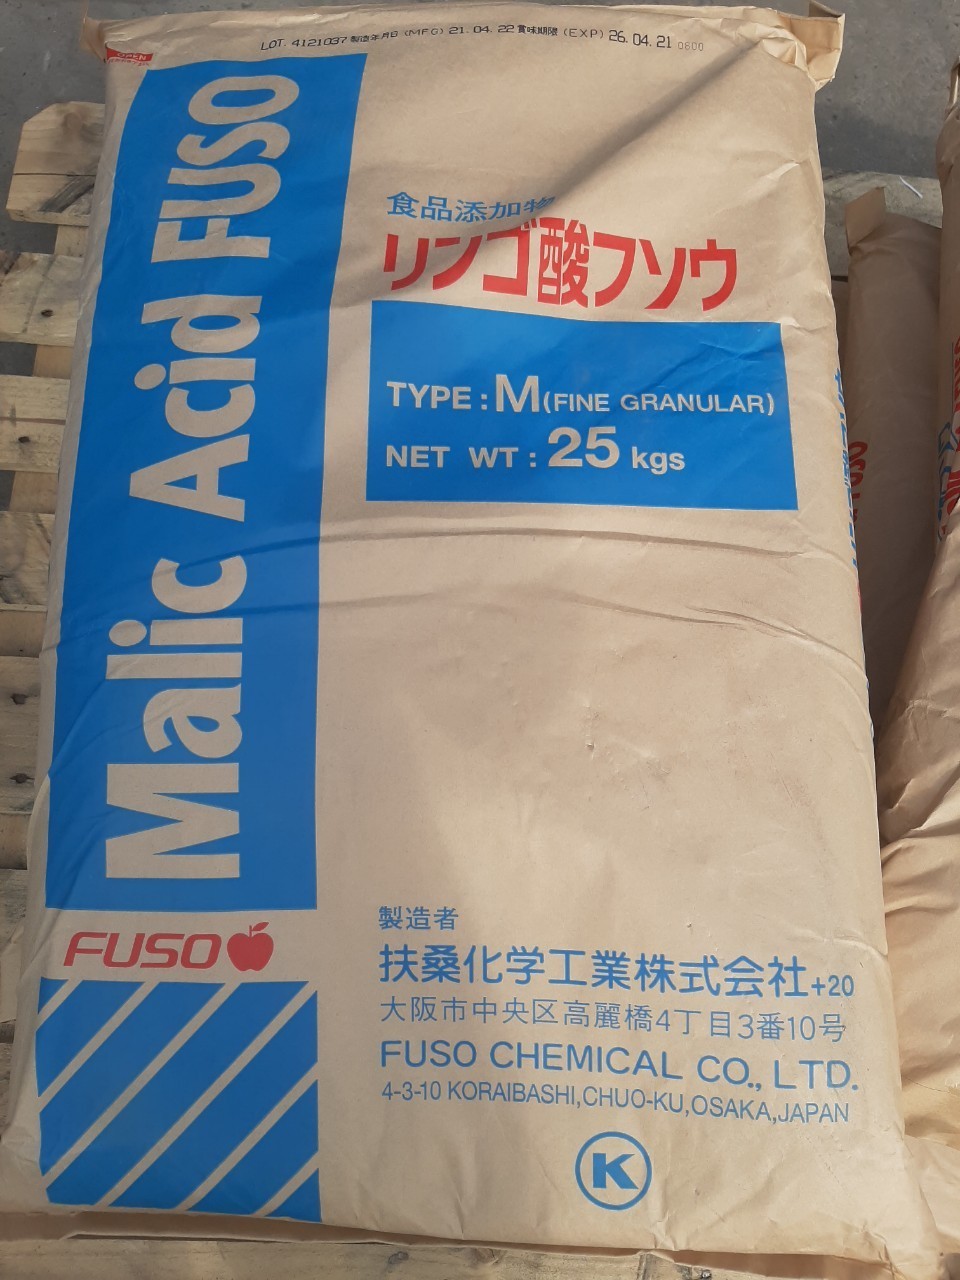 LOT. 4121037 製造年月日 (MFG) 21. 04. 22 賞味期限 (EXP) 26. 04. 21 0800
OPEN
Malic Acid FUSO
食品添加物
リンゴ酸フソウ
TYPE : M (FINE GRANULAR)
NET WT : 25 kgs
FUSO
製造者
扶桑化学工業株式会社+20
大阪市中央区高麗橋4丁目3番10号
FUSO CHEMICAL CO., LTD.
4-3-10 KORAIBASHI,CHUO-KU,OSAKA,JAPAN
K